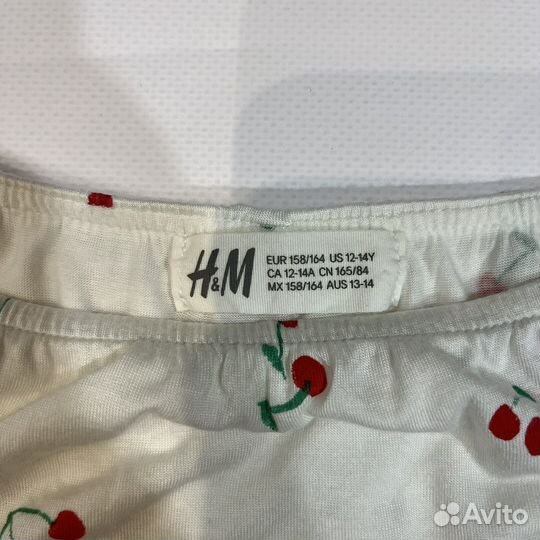 H&M
EUR 158/164 US 12-14Y
CA 12-14A CN 165/84
MX 158/164 AUS 13-14
Avito